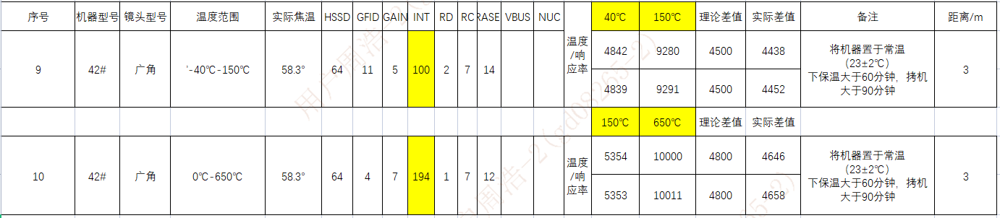 序号 机器型号 镜头型号 温度范围 实际焦温 HSSD GFID GAIN INT RD RC RASE VBUS NUC 40℃ 150℃ 理论差值 实际差值 备注 距离/m
9 42# 广角 '-40℃-150℃ 58.3° 64 11 5 100 2 7 14 温度/响应率 4842 9280 4500 4438 将机器置于常温
（23±2℃）
下保温大于60分钟，拷机
大于90分钟 3
4839 9291 4500 4452
150℃ 650℃ 理论差值 实际差值
10 42# 广角 0℃-650℃ 58.3° 64 4 7 194 1 7 12 温度/响应率 5354 10000 4800 4646 将机器置于常温
（23±2℃）
下保温大于60分钟，拷机
大于90分钟 3
5353 10011 4800 4658
用户周浩-2(gd08265-2)